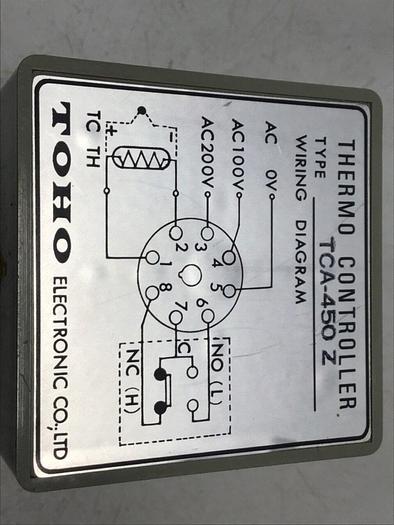 THERMO CONTROLLER
TYPE TCA-450 Z
WIRING DIAGRAM
AC 0V
AC100V
AC200V
+ -
TC TH
1 2 3 4 5 6 7 8
C
NO (L)
NC (H)
TOHO ELECTRONIC CO.,LTD